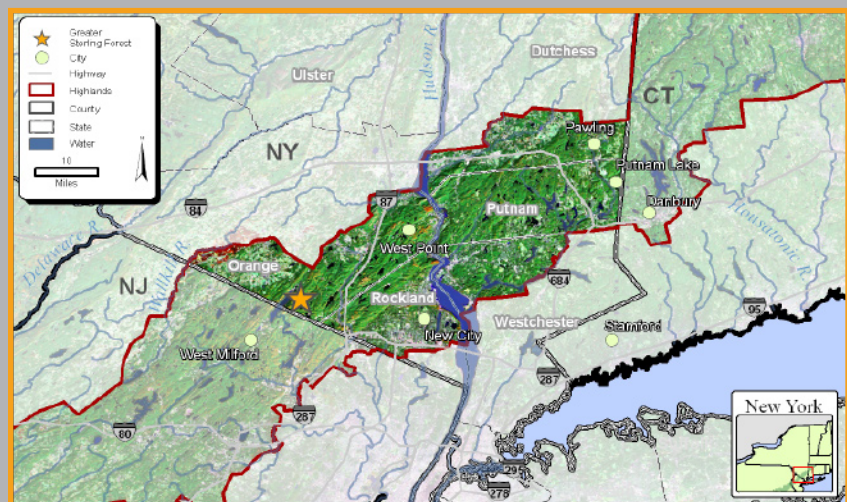 Greater
Sterling Forest
City
Highway
Highlands
County
State
Water
10
Miles
N
Ulster
Hudson R
Dutchess
CT
NY
Pawling
Putnam Lake
Danbury
Housatonic R
84
87
Putnam
West Point
Delaware R
Wallkill R
Orange
NJ
684
Rockland
Westchester
95
New City
Stamford
West Milford
287
287
80
295
278
New York